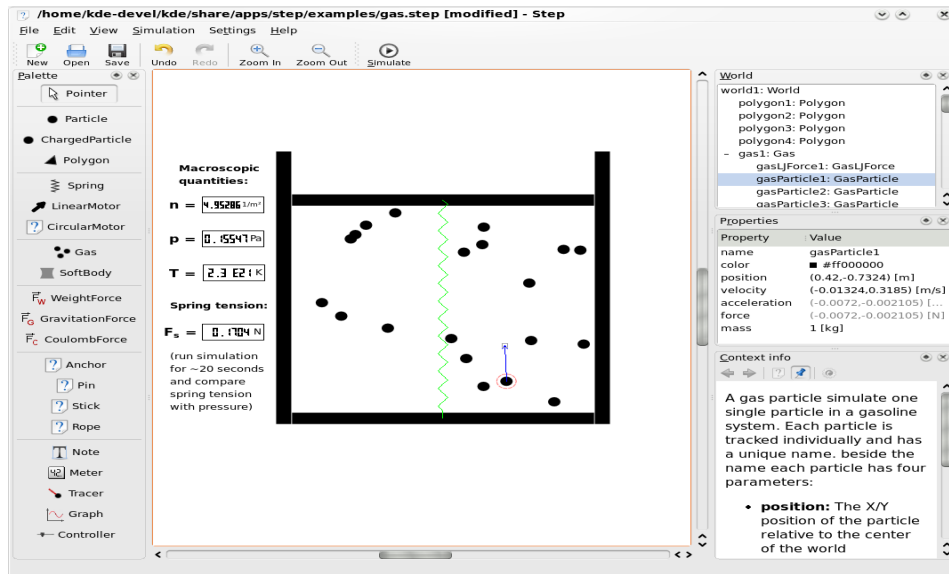 /home/kde-devel/kde/share/apps/step/examples/gas.step [modified] - Step
File Edit View Simulation Settings Help
New Open Save Undo Redo Zoom In Zoom Out Simulate
Palette
Pointer
Particle
ChargedParticle
Polygon
Spring
LinearMotor
CircularMotor
Gas
SoftBody
WeightForce
GravitationForce
CoulombForce
Anchor
Pin
Stick
Rope
Note
Meter
Tracer
Graph
Controller
Macroscopic
quantities:
n = 4.95286 1/m²
p = 0.15547 Pa
T = 2.3 E21 K
Spring tension:
Fs = 0.1704 N
(run simulation
for ~20 seconds
and compare
spring tension
with pressure)
World
world1: World
polygon1: Polygon
polygon2: Polygon
polygon3: Polygon
polygon4: Polygon
gas1: Gas
gasLJForce1: GasLJForce
gasParticle1: GasParticle
gasParticle2: GasParticle
gasParticle3: GasParticle
Properties
Property Value
name gasParticle1
color #ff000000
position (0.42,-0.7324) [m]
velocity (-0.01324,0.3185) [m/s]
acceleration (-0.0072,-0.002105) [...
force (-0.0072,-0.002105) [N]
mass 1 [kg]
Context info
A gas particle simulate one
single particle in a gasoline
system. Each particle is
tracked individually and has
a unique name. beside the
name each particle has four
parameters:
• position: The X/Y
position of the particle
relative to the center
of the world